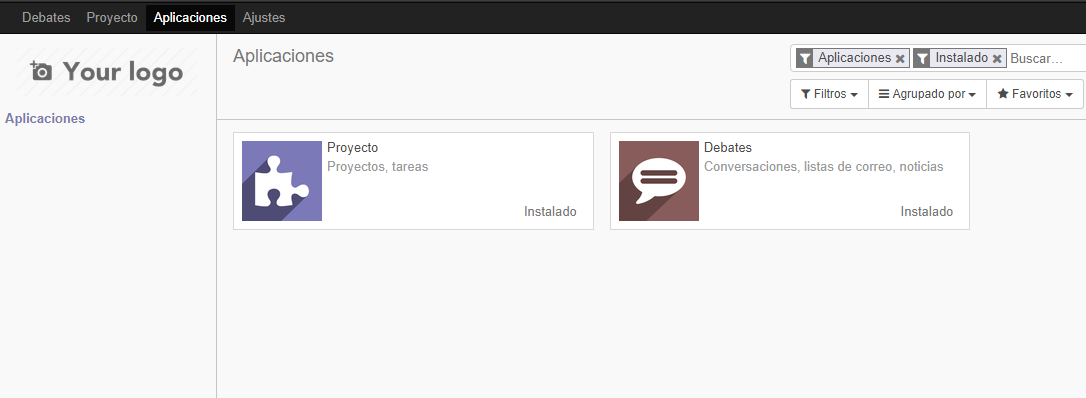 Debates Proyecto Aplicaciones Ajustes
Your logo
Aplicaciones
Aplicaciones
Aplicaciones Instalado Buscar...
Filtros Agrupado por Favoritos
Proyecto
Proyectos, tareas
Instalado
Debates
Conversaciones, listas de correo, noticias
Instalado